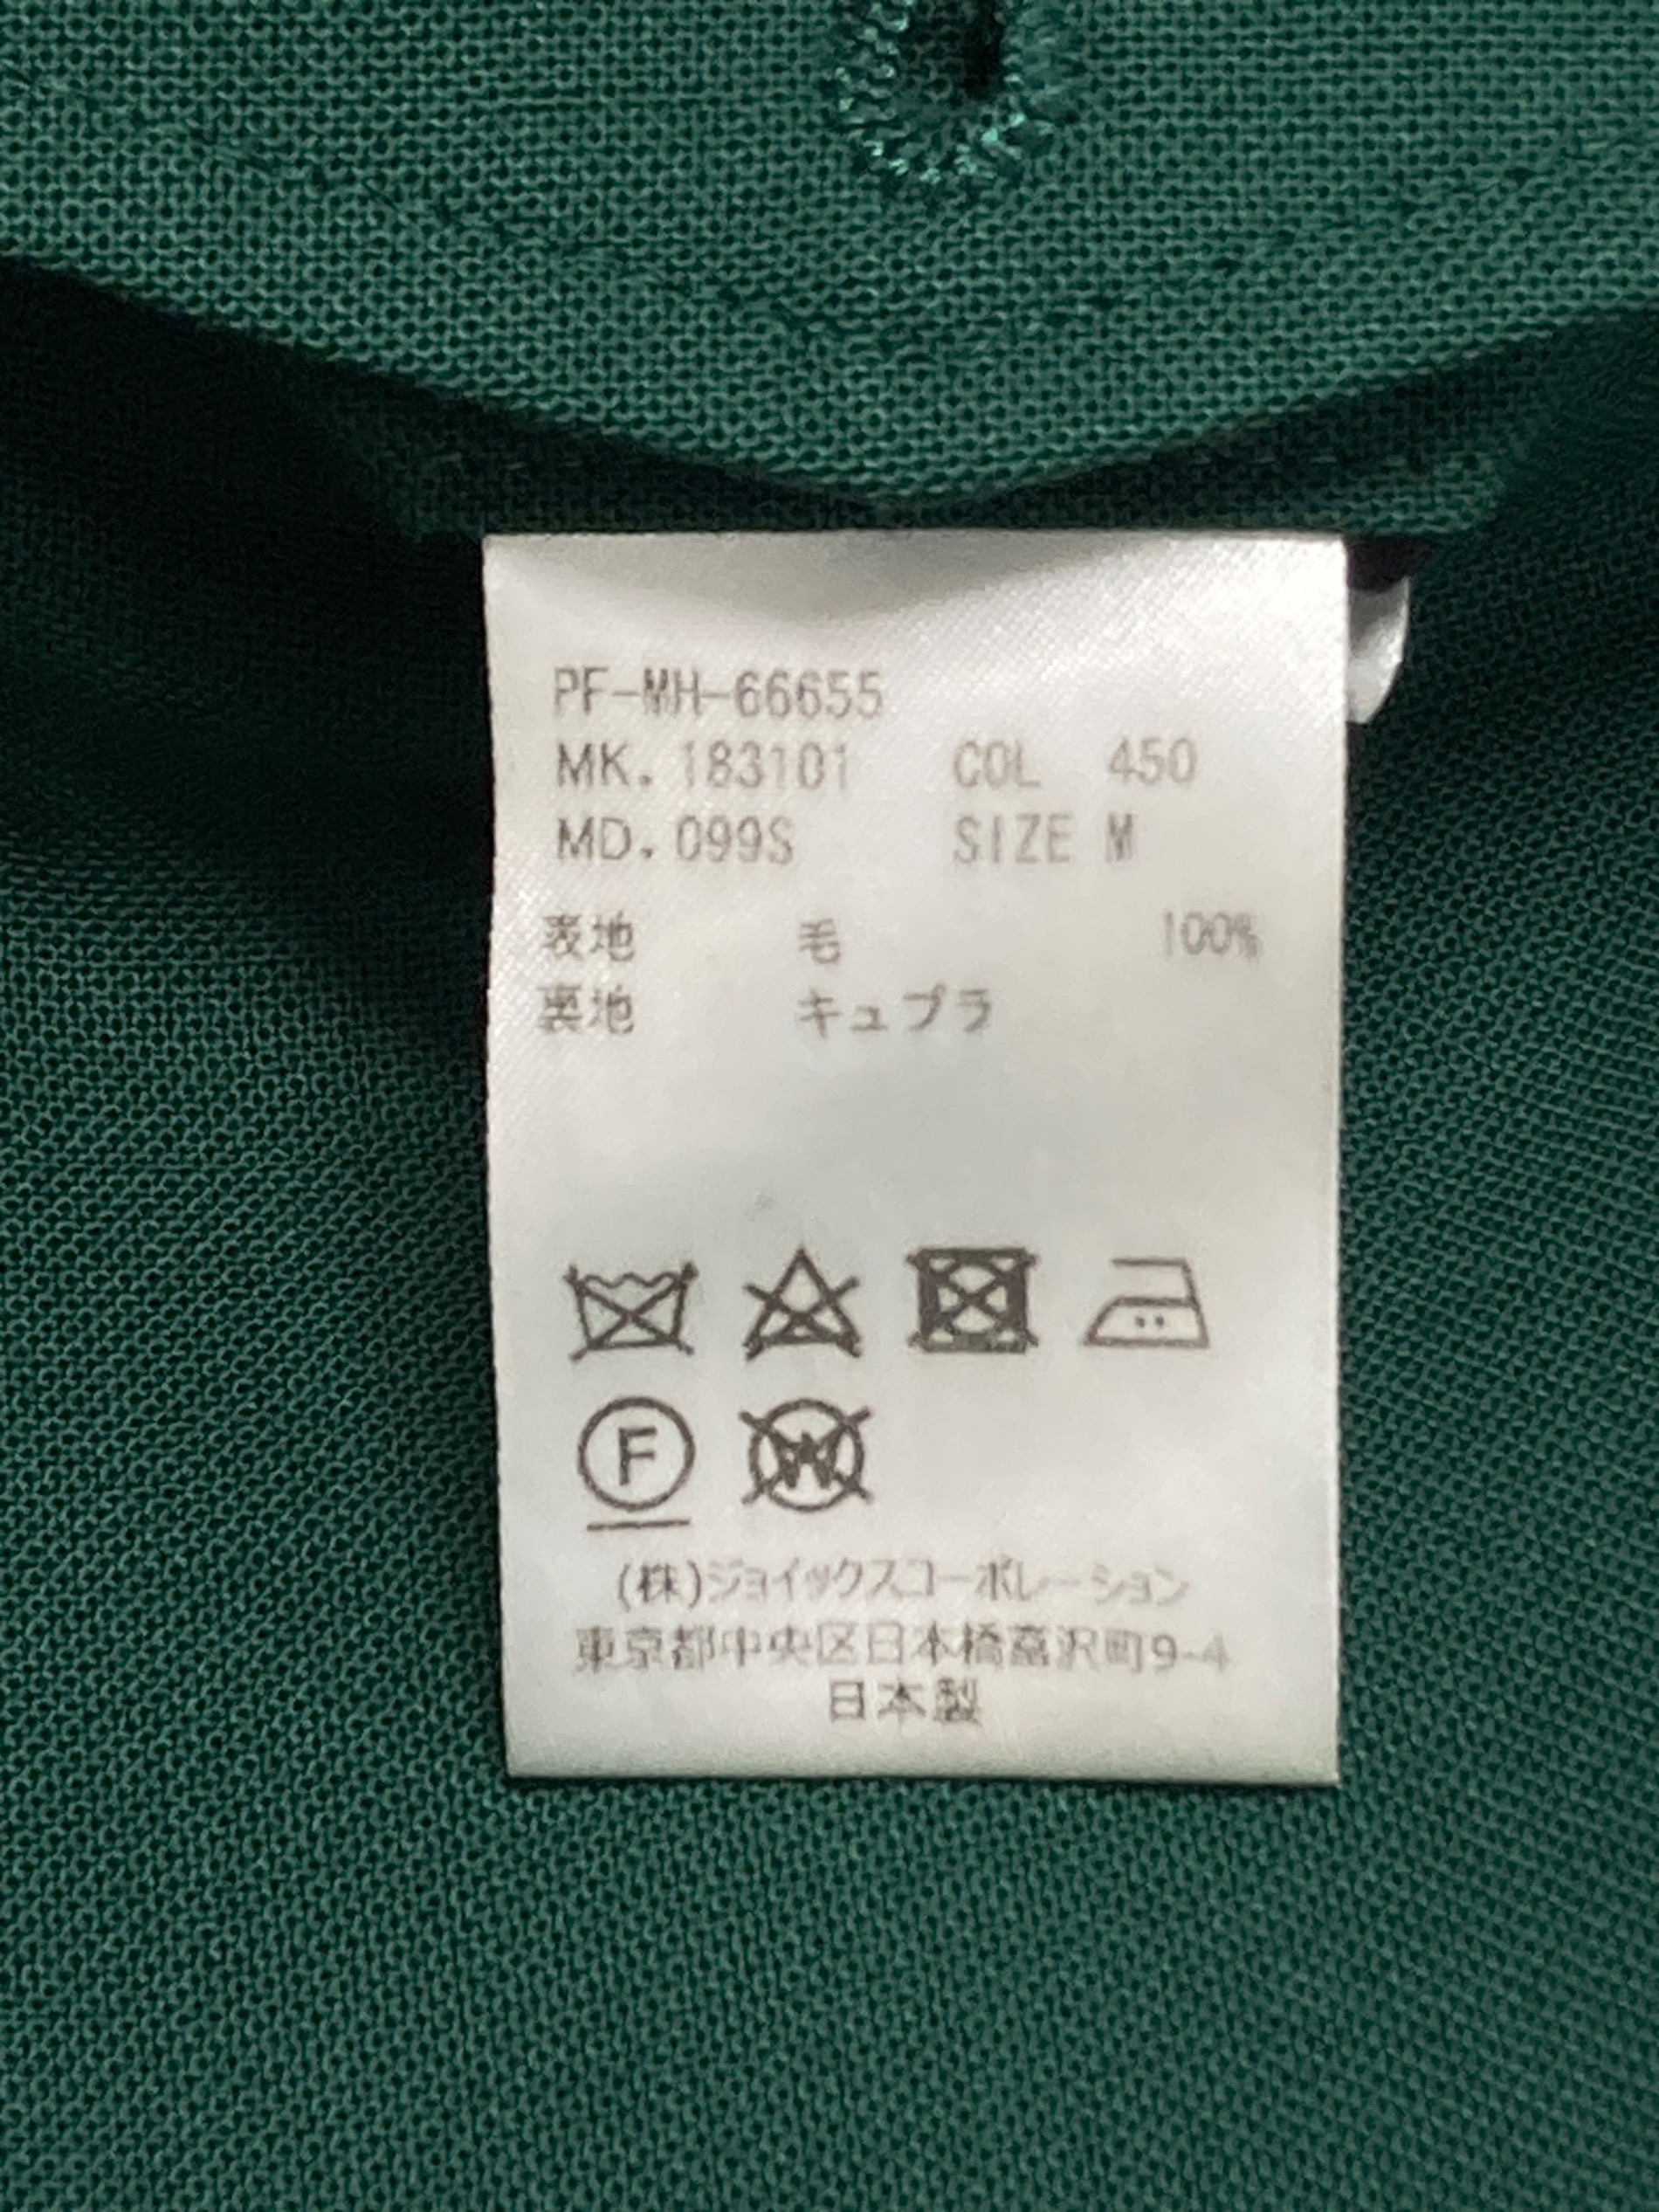 PF-MH-66655
MK. 183101 COL 450
MD. 099S SIZE M
表地 毛 100%
裏地 キュプラ
F W
(株)ジョイックスコーポレーション
東京都中央区日本橋富沢町9-4
日本製